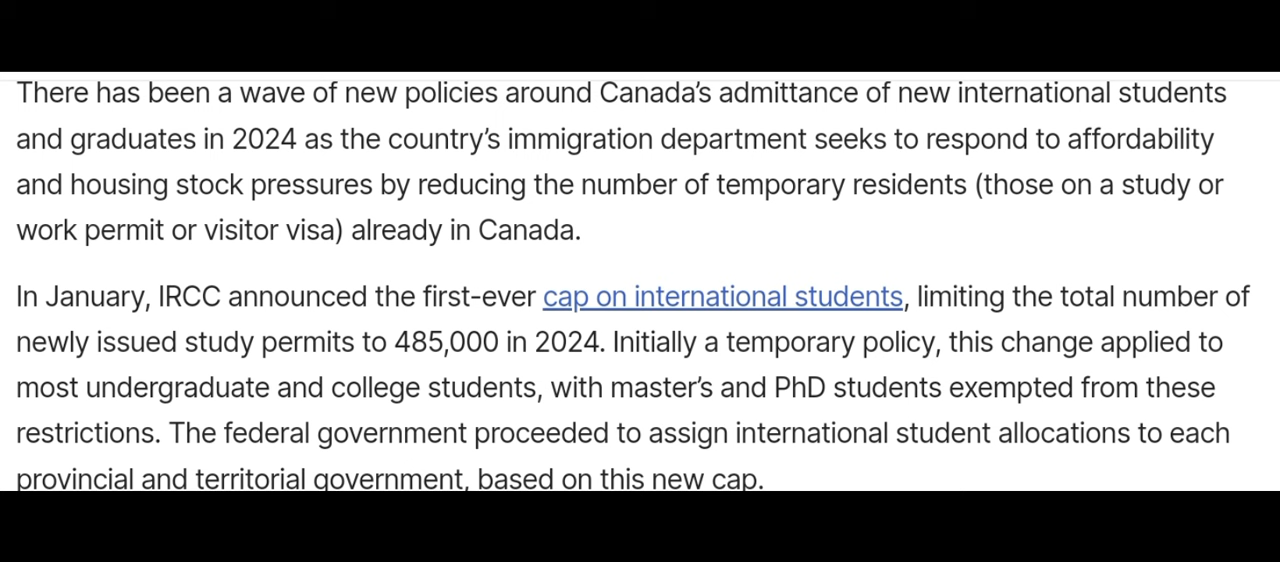 There has been a wave of new policies around Canada’s admittance of new international students
and graduates in 2024 as the country’s immigration department seeks to respond to affordability
and housing stock pressures by reducing the number of temporary residents (those on a study or
work permit or visitor visa) already in Canada.
In January, IRCC announced the first-ever cap on international students, limiting the total number of
newly issued study permits to 485,000 in 2024. Initially a temporary policy, this change applied to
most undergraduate and college students, with master’s and PhD students exempted from these
restrictions. The federal government proceeded to assign international student allocations to each
provincial and territorial government, based on this new cap.